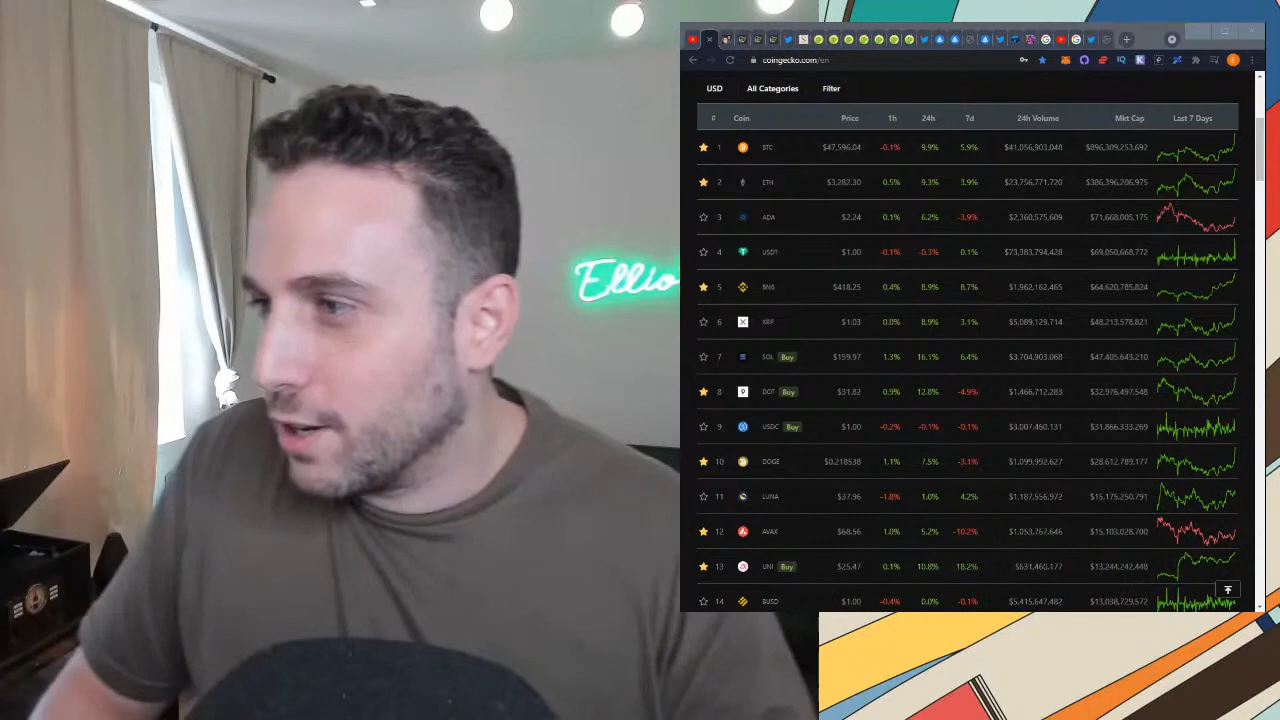 coingecko.com/en
USD All Categories Filter
# Coin Price 1h 24h 7d 24h Volume Mkt Cap Last 7 Days
1 BTC $47,596.04 -0.1% 9.9% 5.9% $41,056,903,048 $896,309,253,692
2 ETH $3,282.30 0.5% 9.3% 3.9% $23,756,771,720 $386,396,206,975
3 ADA $2.24 0.1% 6.2% -3.9% $2,360,575,609 $71,668,005,175
4 USDT $1.00 -0.1% -0.3% 0.1% $73,383,794,428 $69,050,668,772
5 BNB $418.25 0.4% 8.9% 8.7% $1,962,162,465 $64,620,785,824
6 XRP $1.03 0.0% 8.9% 3.1% $5,089,129,714 $48,213,578,821
7 SOL Buy $159.97 1.3% 16.1% 6.4% $3,704,903,068 $47,405,643,210
8 DOT Buy $31.82 0.9% 12.8% -4.9% $1,466,712,283 $32,976,497,548
9 USDC Buy $1.00 -0.2% -0.1% -0.1% $3,007,460,131 $31,866,333,269
10 DOGE $0.218538 1.1% 7.5% -3.1% $1,099,992,627 $28,612,789,177
11 LUNA $37.96 -1.8% 1.0% 4.2% $1,187,556,972 $15,175,250,791
12 AVAX $68.56 1.0% 5.2% -10.2% $1,053,767,646 $15,103,028,700
13 UNI Buy $25.47 0.1% 10.8% 18.2% $631,460,177 $13,244,242,448
14 BUSD $1.00 -0.4% 0.0% -0.1% $5,415,647,482 $13,038,729,572
Ellio